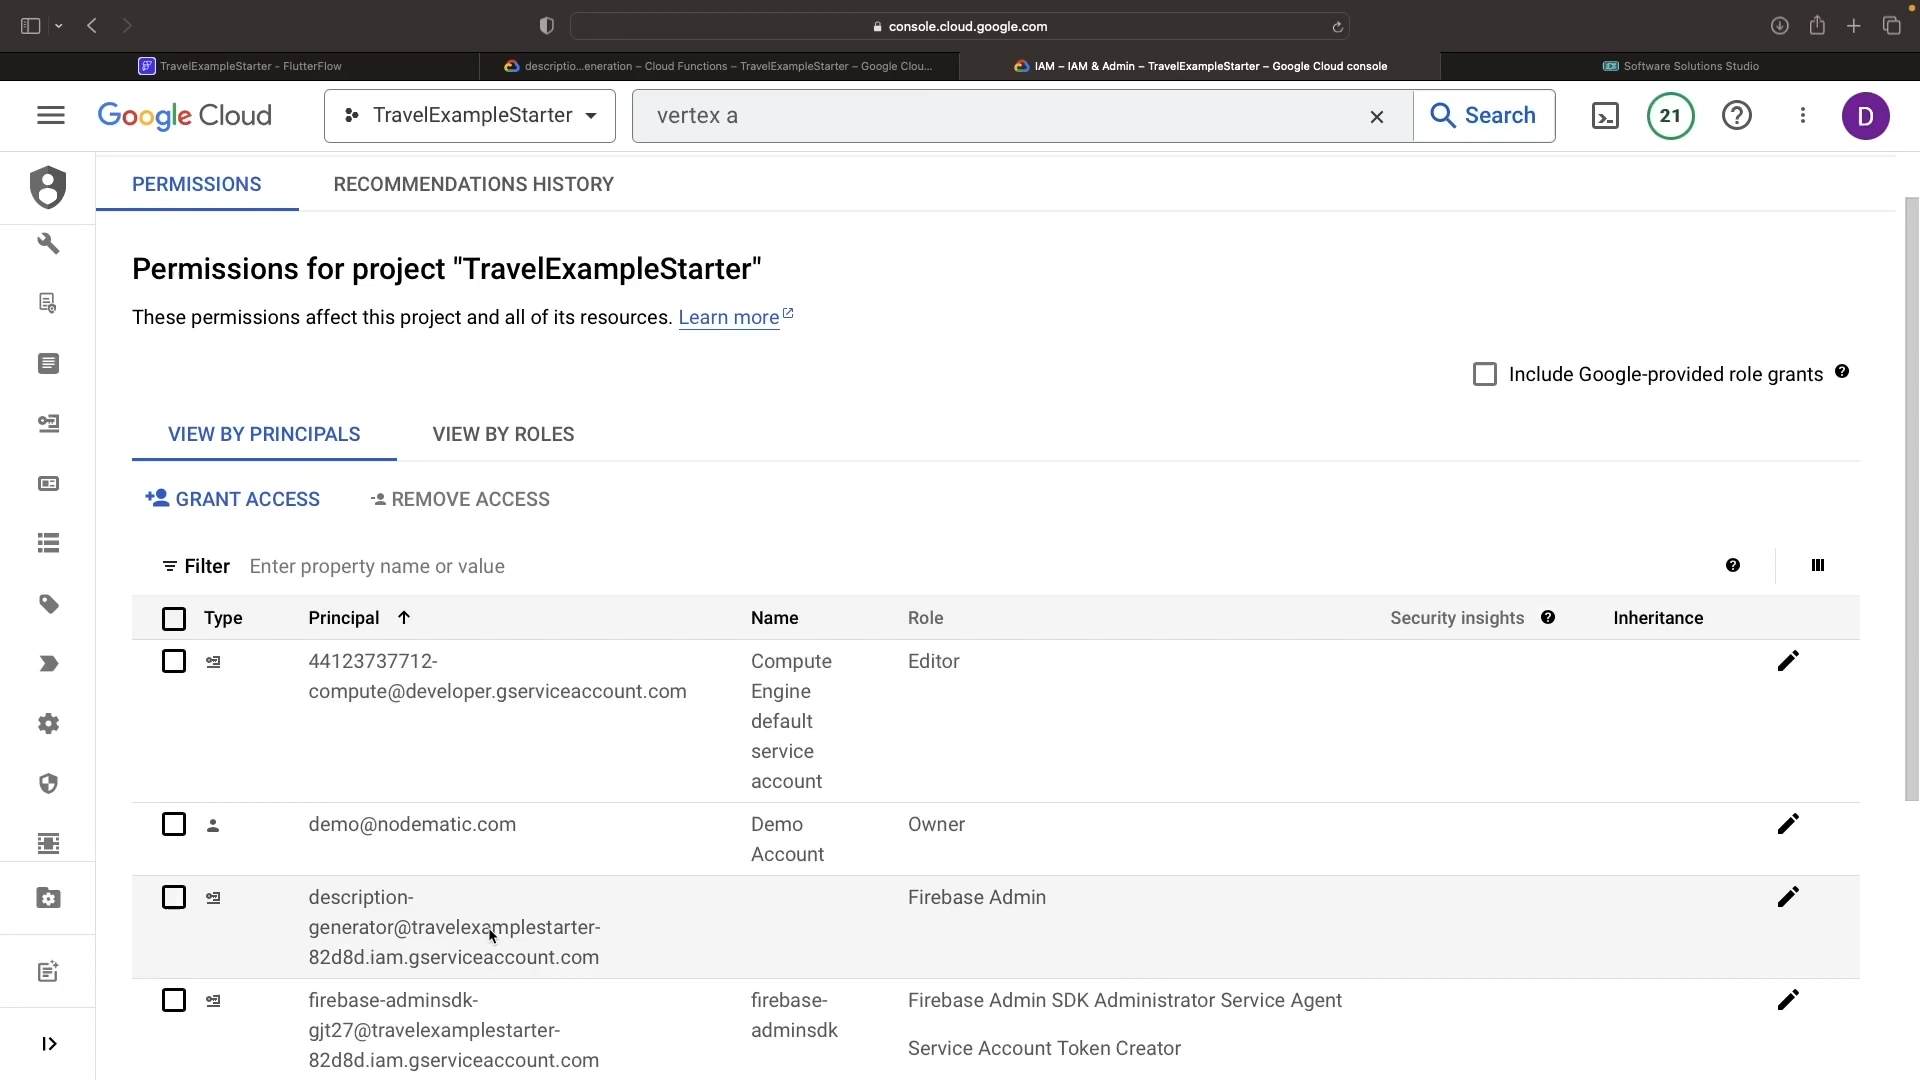 console.cloud.google.com
TravelExampleStarter - FlutterFlow
descriptio...eneration – Cloud Functions – TravelExampleStarter – Google Clou...
IAM – IAM & Admin – TravelExampleStarter – Google Cloud console
Software Solutions Studio
Google Cloud
TravelExampleStarter
vertex a
Search
21
D
PERMISSIONS
RECOMMENDATIONS HISTORY
Permissions for project "TravelExampleStarter"
These permissions affect this project and all of its resources. Learn more
Include Google-provided role grants
VIEW BY PRINCIPALS
VIEW BY ROLES
GRANT ACCESS
REMOVE ACCESS
Filter Enter property name or value
Type Principal Name Role Security insights Inheritance
44123737712-
compute@developer.gserviceaccount.com
Compute
Engine
default
service
account
Editor
demo@nodematic.com
Demo
Account
Owner
description-
generator@travelexamplestarter-
82d8d.iam.gserviceaccount.com
Firebase Admin
firebase-adminsdk-
gjt27@travelexamplestarter-
82d8d.iam.gserviceaccount.com
firebase-
adminsdk
Firebase Admin SDK Administrator Service Agent
Service Account Token Creator